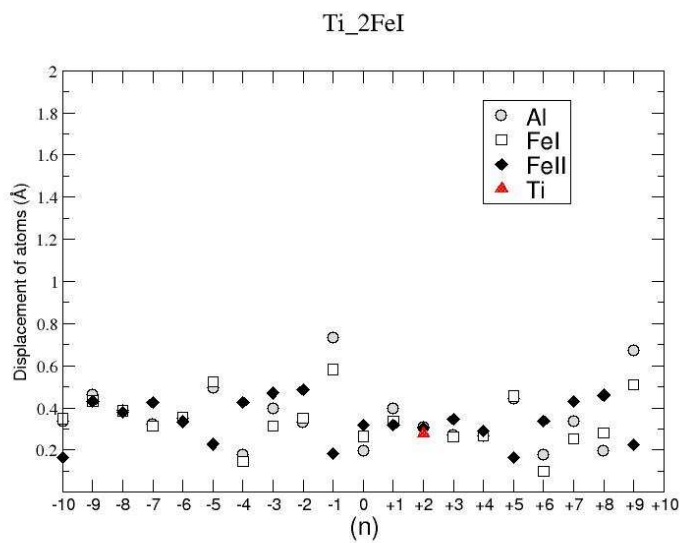 Ti_2FeI
2
1.8
1.6
1.4
1.2
1
0.8
0.6
0.4
0.2
Displacement of atoms (Å)
Al
FeI
FeII
Ti
-10 -9 -8 -7 -6 -5 -4 -3 -2 -1 0 +1 +2 +3 +4 +5 +6 +7 +8 +9 +10
(n)